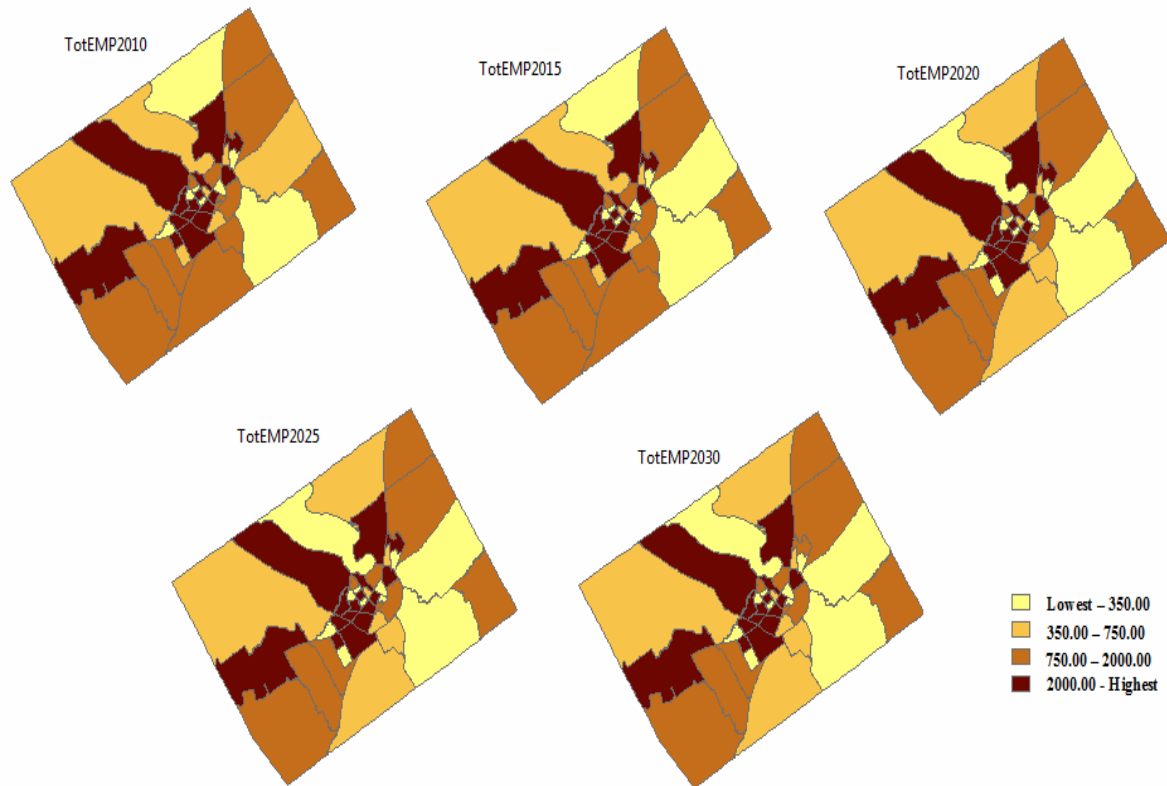 TotEMP2010
TotEMP2015
TotEMP2020
TotEMP2025
TotEMP2030
Lowest – 350.00
350.00 – 750.00
750.00 – 2000.00
2000.00 - Highest